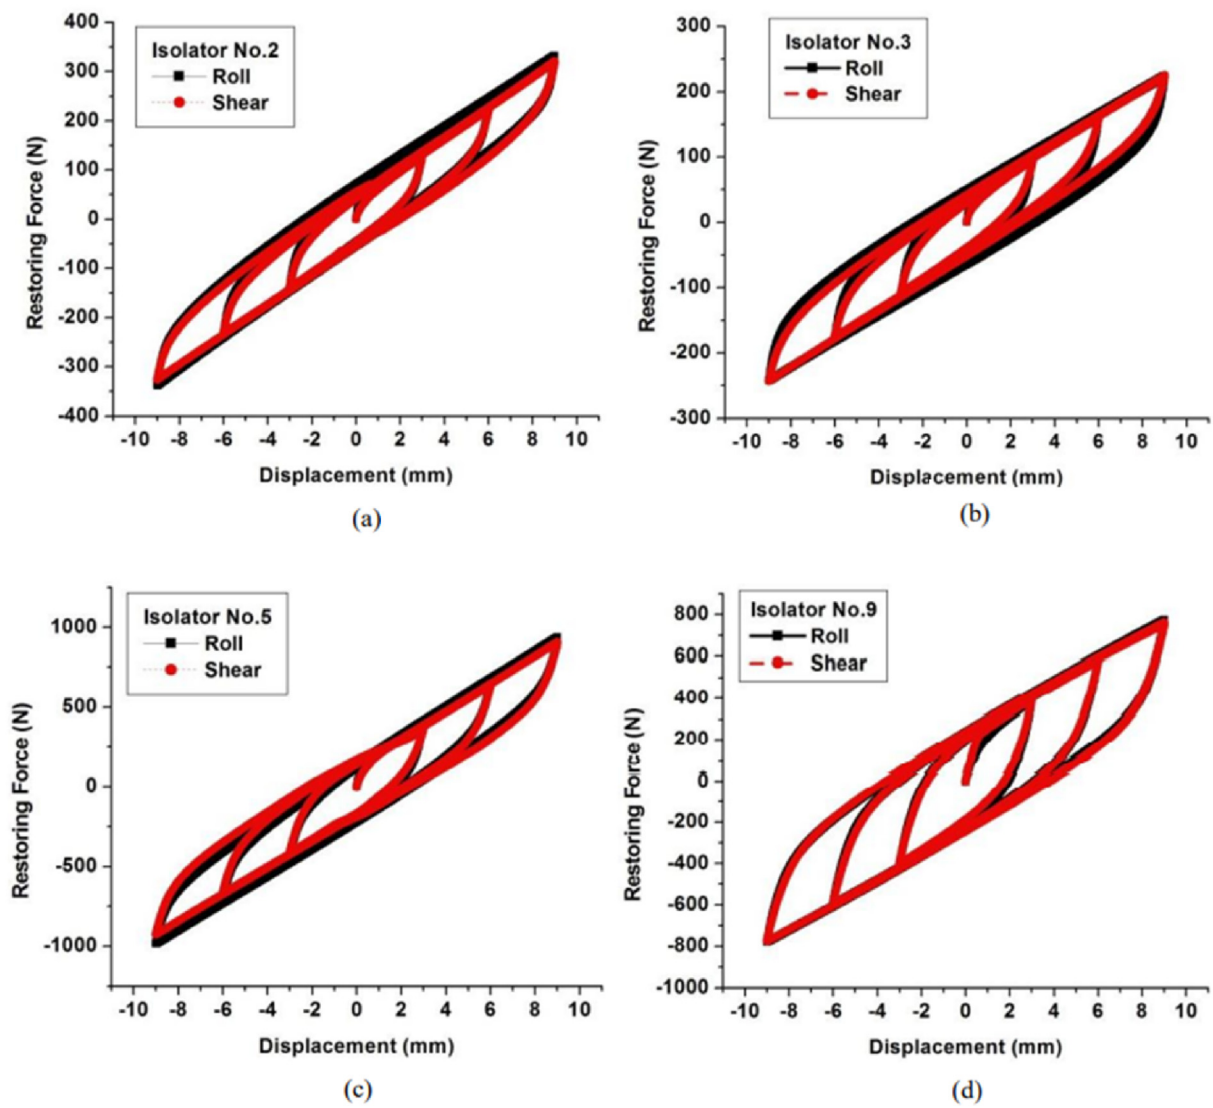 400
300
200
100
0
-100
-200
-300
-400
Restoring Force (N)
Isolator No.2
Roll
Shear
-10 -8 -6 -4 -2 0 2 4 6 8 10
Displacement (mm)
(a)
300
200
100
0
-100
-200
-300
Restoring Force (N)
Isolator No.3
Roll
Shear
-10 -8 -6 -4 -2 0 2 4 6 8 10
Displacement (mm)
(b)
1000
500
0
-500
-1000
Restoring Force (N)
Isolator No.5
Roll
Shear
-10 -8 -6 -4 -2 0 2 4 6 8 10
Displacement (mm)
(c)
800
600
400
200
0
-200
-400
-600
-800
-1000
Restoring Force (N)
Isolator No.9
Roll
Shear
-10 -8 -6 -4 -2 0 2 4 6 8 10
Displacement (mm)
(d)